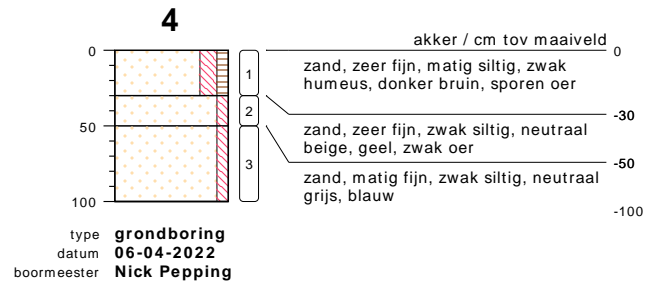 4
akker / cm tov maaiveld
0
0
1
zand, zeer fijn, matig siltig, zwak
humeus, donker bruin, sporen oer
-30
2
50
zand, zeer fijn, zwak siltig, neutraal
beige, geel, zwak oer
-50
3
zand, matig fijn, zwak siltig, neutraal
grijs, blauw
100
-100
type grondboring
datum 06-04-2022
boormeester Nick Pepping